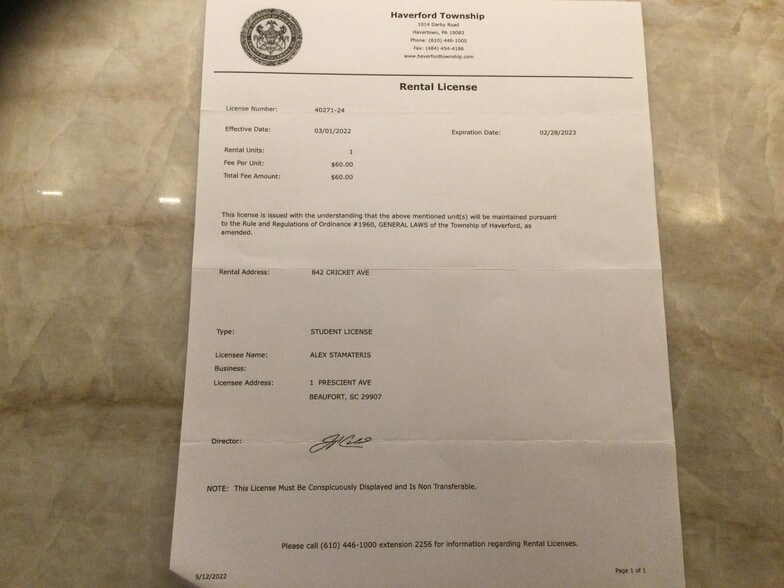 Haverford Township
1014 Darby Road
Havertown, PA 19083
Phone: (610) 446-1000
Fax: (484) 454-4186
www.haverfordtownship.com
Rental License
License Number: 40271-24
Effective Date: 03/01/2022 Expiration Date: 02/28/2023
Rental Units: 1
Fee Per Unit: $60.00
Total Fee Amount: $60.00
This license is issued with the understanding that the above mentioned unit(s) will be maintained pursuant
to the Rule and Regulations of Ordinance #1960, GENERAL LAWS of the Township of Haverford, as
amended.
Rental Address: 842 CRICKET AVE
Type: STUDENT LICENSE
Licensee Name: ALEX STAMATERIS
Business:
Licensee Address: 1 PRESCIENT AVE
BEAUFORT, SC 29907
Director:
NOTE: This License Must Be Conspicuously Displayed and Is Non Transferable.
Please call (610) 446-1000 extension 2256 for information regarding Rental Licenses.
5/12/2022 Page 1 of 1